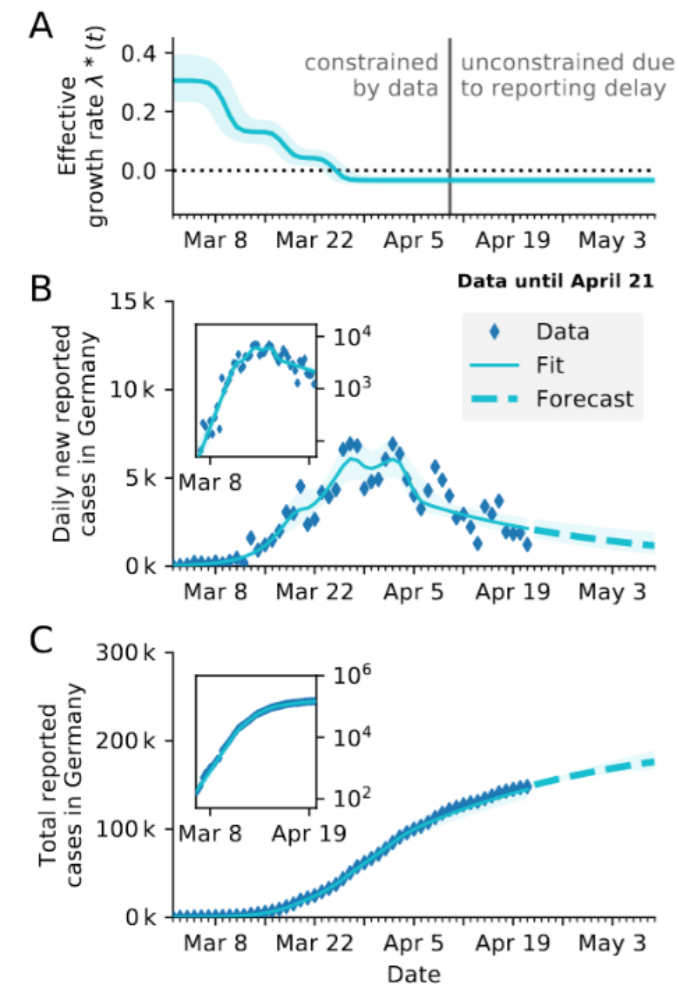 A
Effective
growth rate λ * (t)
0.4
0.2
0.0
constrained
by data
unconstrained due
to reporting delay
Mar 8
Mar 22
Apr 5
Apr 19
May 3
B
Data until April 21
Daily new reported
cases in Germany
15 k
10 k
5 k
0 k
10⁴
10³
Mar 8
Data
Fit
Forecast
Mar 8
Mar 22
Apr 5
Apr 19
May 3
C
Total reported
cases in Germany
300 k
200 k
100 k
0 k
10⁶
10⁴
10²
Mar 8
Apr 19
Mar 8
Mar 22
Apr 5
Apr 19
May 3
Date